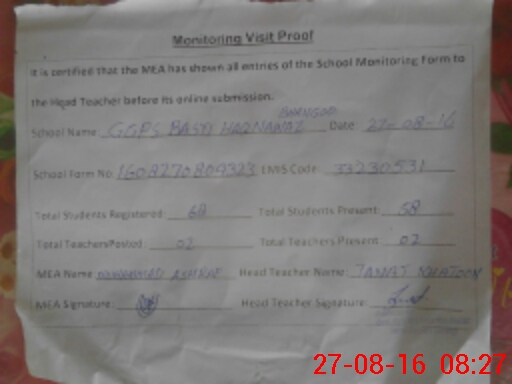 Monitoring Visit Proof
It is certified that the MEA has shown all entries of the School Monitoring Form to
the Head Teacher before its online submission.
School Name GGPS BASTI HAQNAWAZ Date: 27-08-16
School Form No. 1608270804323 EMIS Code: 33230531
Total Students Registered: 68 Total Students Present: 58
Total Teachers Posted: 02 Total Teachers Present: 02
MEA Name: MUHAMMAD ASHRAF Head Teacher Name: JANNAT KHATOON
MEA Signature: Head Teacher Signature:
27-08-16 08:27